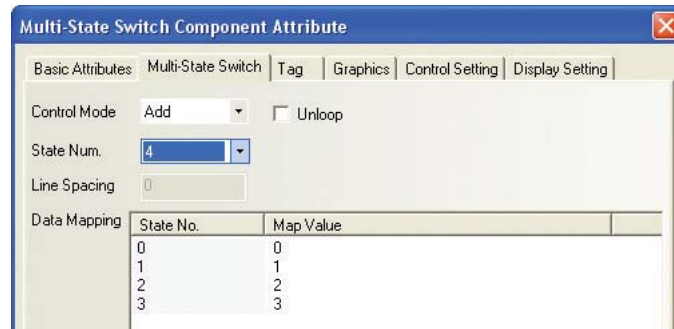 Multi-State Switch Component Attribute
Basic Attributes Multi-State Switch Tag Graphics Control Setting Display Setting
Control Mode Add Unloop
State Num. 4
Line Spacing 0
Data Mapping State No. Map Value
0 0
1 1
2 2
3 3